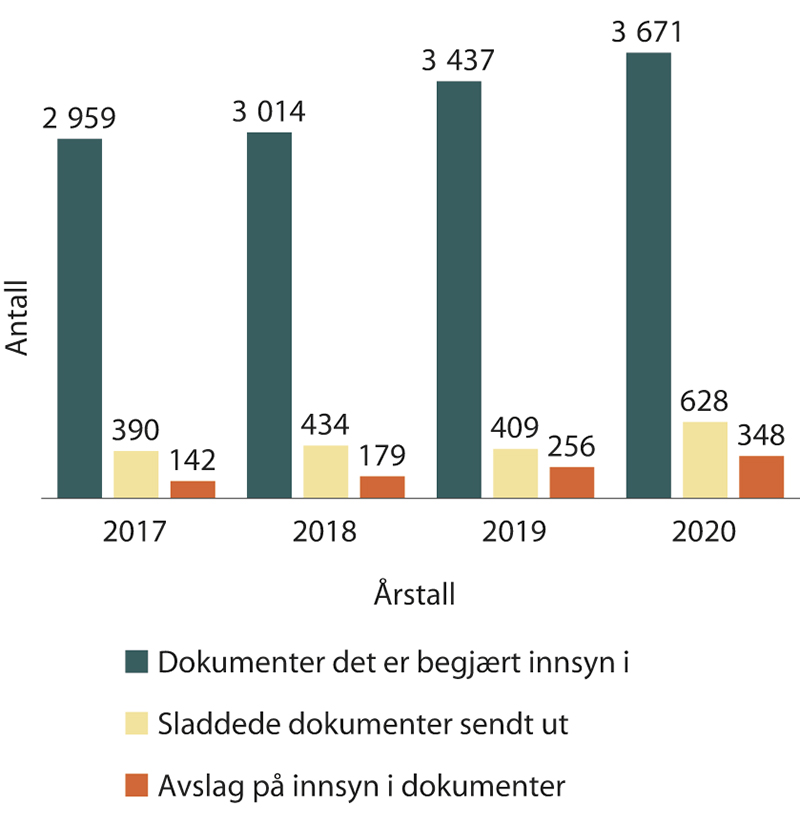 3 671
3 437
3 014
2 959
628
434
409
390
348
256
179
142
Antall
2017 2018 2019 2020
Årstall
Dokumenter det er begjært innsyn i
Sladdede dokumenter sendt ut
Avslag på innsyn i dokumenter